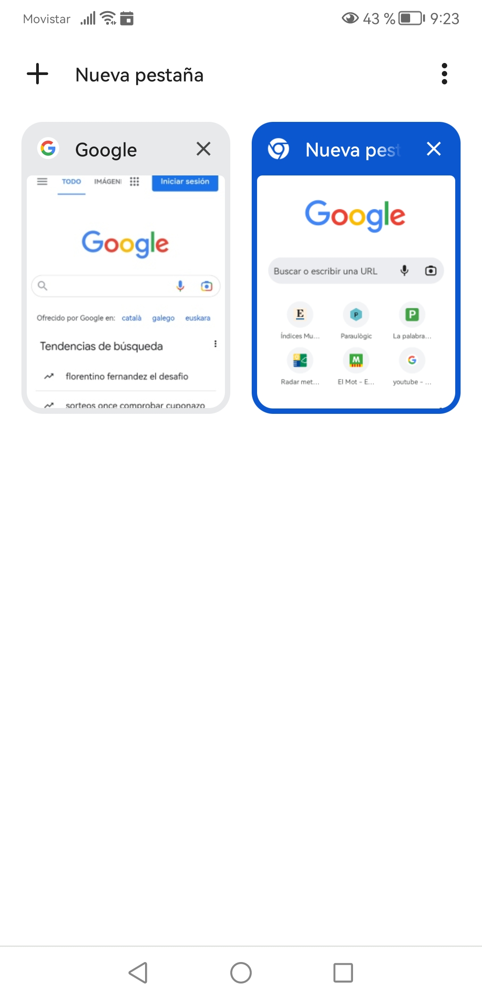 Movistar 43 % 9:23
Nueva pestaña
Google
TODO IMÁGEN Iniciar sesión
Google
Ofrecido por Google en: català galego euskara
Tendencias de búsqueda
florentino fernandez el desafio
sorteos once comprobar cuponazo
Nueva pest
Google
Buscar o escribir una URL
E P P
Índices Mu... Paraulògic La palabra...
M
Radar met... El Mot - E... youtube - ...